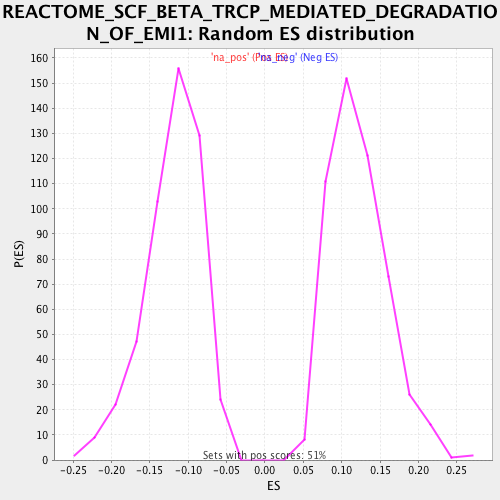 REACTOME_SCF_BETA_TRCP_MEDIATED_DEGRADATIO
N_OF_EMI1: Random ES distribution
'na_pos' (Pos ES)
'na_neg' (Neg ES)
160
150
140
130
120
110
100
90
80
70
60
50
40
30
20
10
0
P(ES)
Sets with pos scores: 51%
-0.25 -0.20 -0.15 -0.10 -0.05 0.00 0.05 0.10 0.15 0.20 0.25
ES